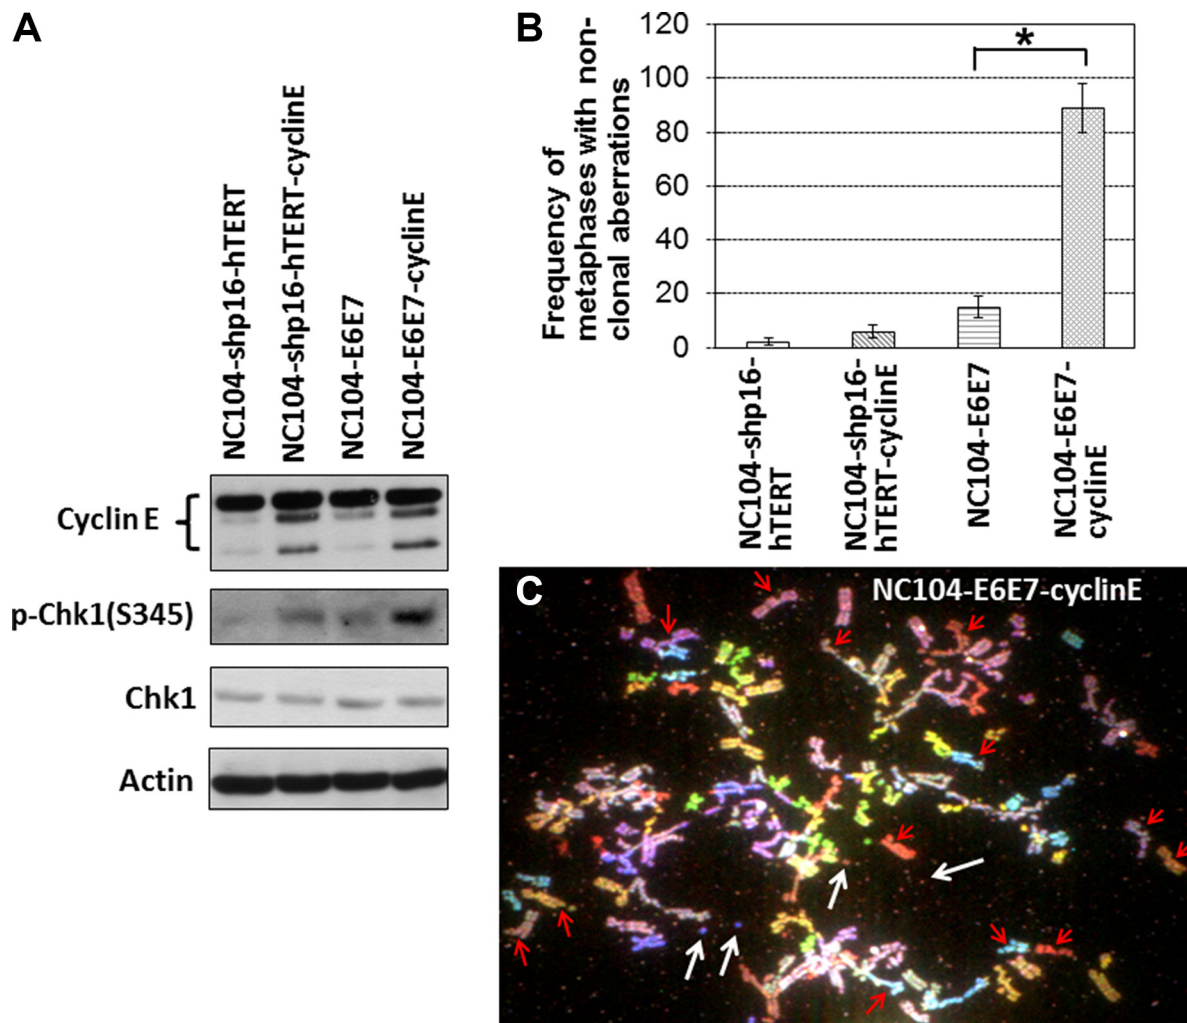 A
NC104-shp16-hTERT
NC104-shp16-hTERT-cyclinE
NC104-E6E7
NC104-E6E7-cyclinE
Cyclin E
p-Chk1(S345)
Chk1
Actin
B
Frequency of
metaphases with non-
clonal aberrations
120
100
80
60
40
20
0
*
NC104-shp16-
hTERT
NC104-shp16-
hTERT-cyclinE
NC104-E6E7
NC104-E6E7-
cyclinE
C
NC104-E6E7-cyclinE